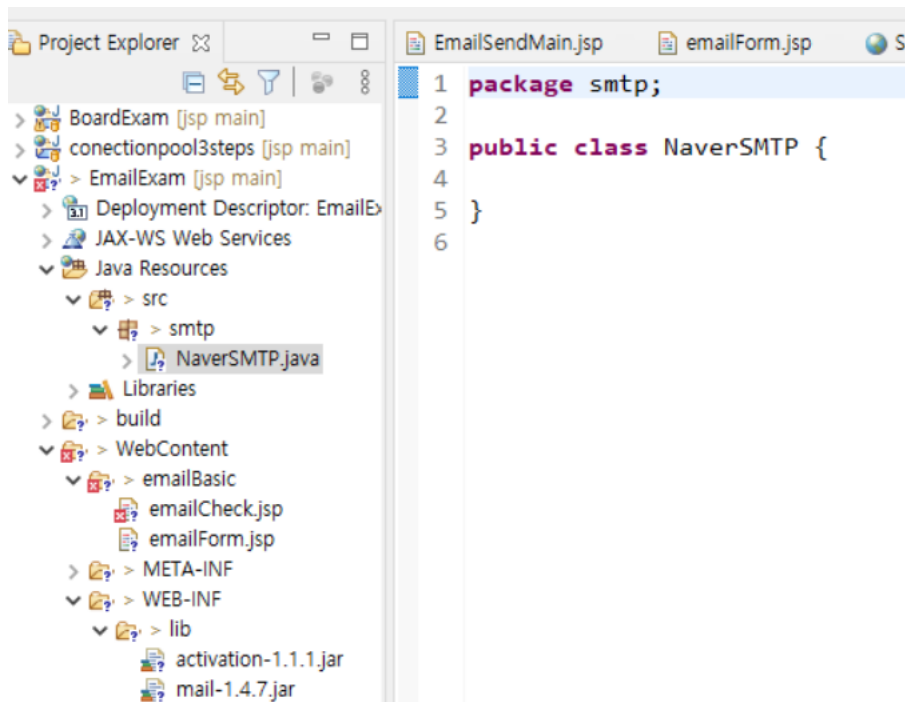 Project Explorer
BoardExam [jsp main]
conectionpool3steps [jsp main]
> EmailExam [jsp main]
Deployment Descriptor: EmailEx
JAX-WS Web Services
Java Resources
> src
> smtp
NaverSMTP.java
Libraries
> build
> WebContent
> emailBasic
emailCheck.jsp
emailForm.jsp
> META-INF
> WEB-INF
> lib
activation-1.1.1.jar
mail-1.4.7.jar
EmailSendMain.jsp emailForm.jsp S
1 package smtp;
2
3 public class NaverSMTP {
4
5 }
6